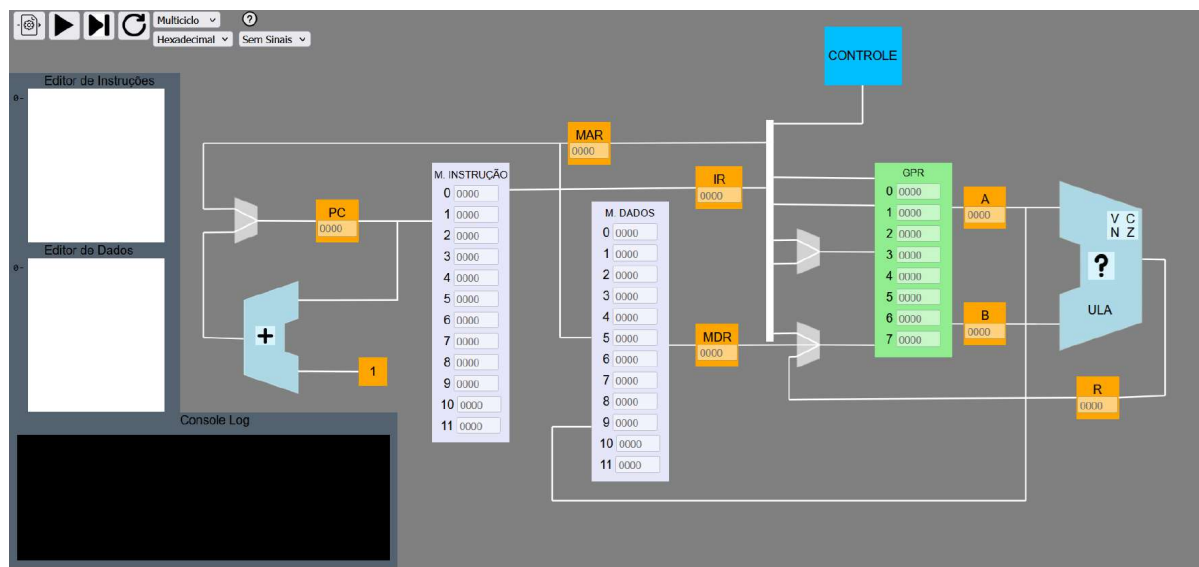 Multiciclo
Hexadecimal
Sem Sinais
CONTROLE
Editor de Instruções
0-
Editor de Dados
0-
Console Log
MAR
0000
PC
0000
+
1
M. INSTRUÇÃO
0 0000
1 0000
2 0000
3 0000
4 0000
5 0000
6 0000
7 0000
8 0000
9 0000
10 0000
11 0000
IR
0000
M. DADOS
0 0000
1 0000
2 0000
3 0000
4 0000
5 0000
6 0000
7 0000
8 0000
9 0000
10 0000
11 0000
MDR
0000
GPR
0 0000
1 0000
2 0000
3 0000
4 0000
5 0000
6 0000
7 0000
A
0000
B
0000
V C
N Z
?
ULA
R
0000